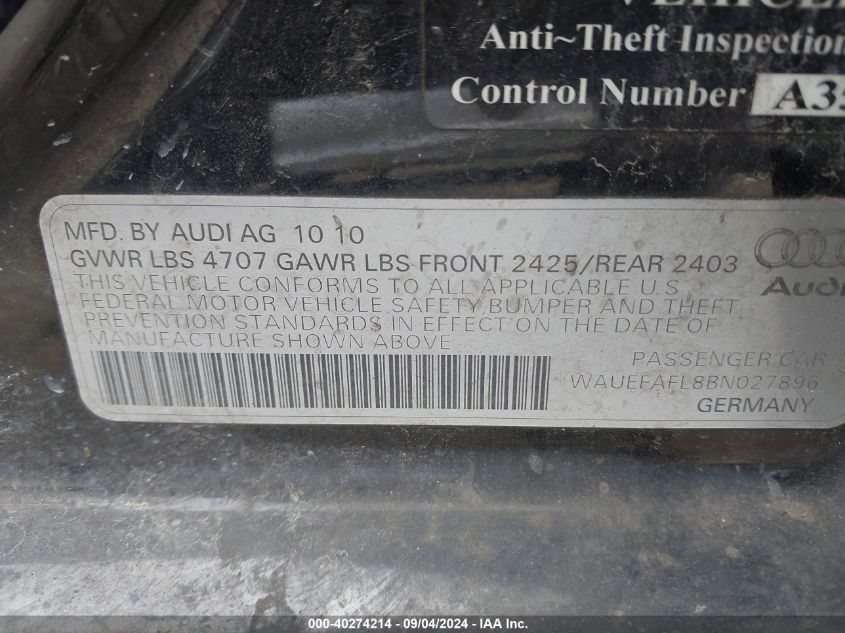 Anti~Theft Inspection
Control Number A3
MFD. BY AUDI AG 10 10
GVWR LBS 4707 GAWR LBS FRONT 2425/REAR 2403
THIS VEHICLE CONFORMS TO ALL APPLICABLE U.S
FEDERAL MOTOR VEHICLE SAFETY BUMPER AND THEFT
PREVENTION STANDARDS IN EFFECT ON THE DATE OF
MANUFACTURE SHOWN ABOVE.
Audi
PASSENGER CAR
WAUEFAFL8BN027896
GERMANY
000-40274214 - 09/04/2024 - IAA Inc.